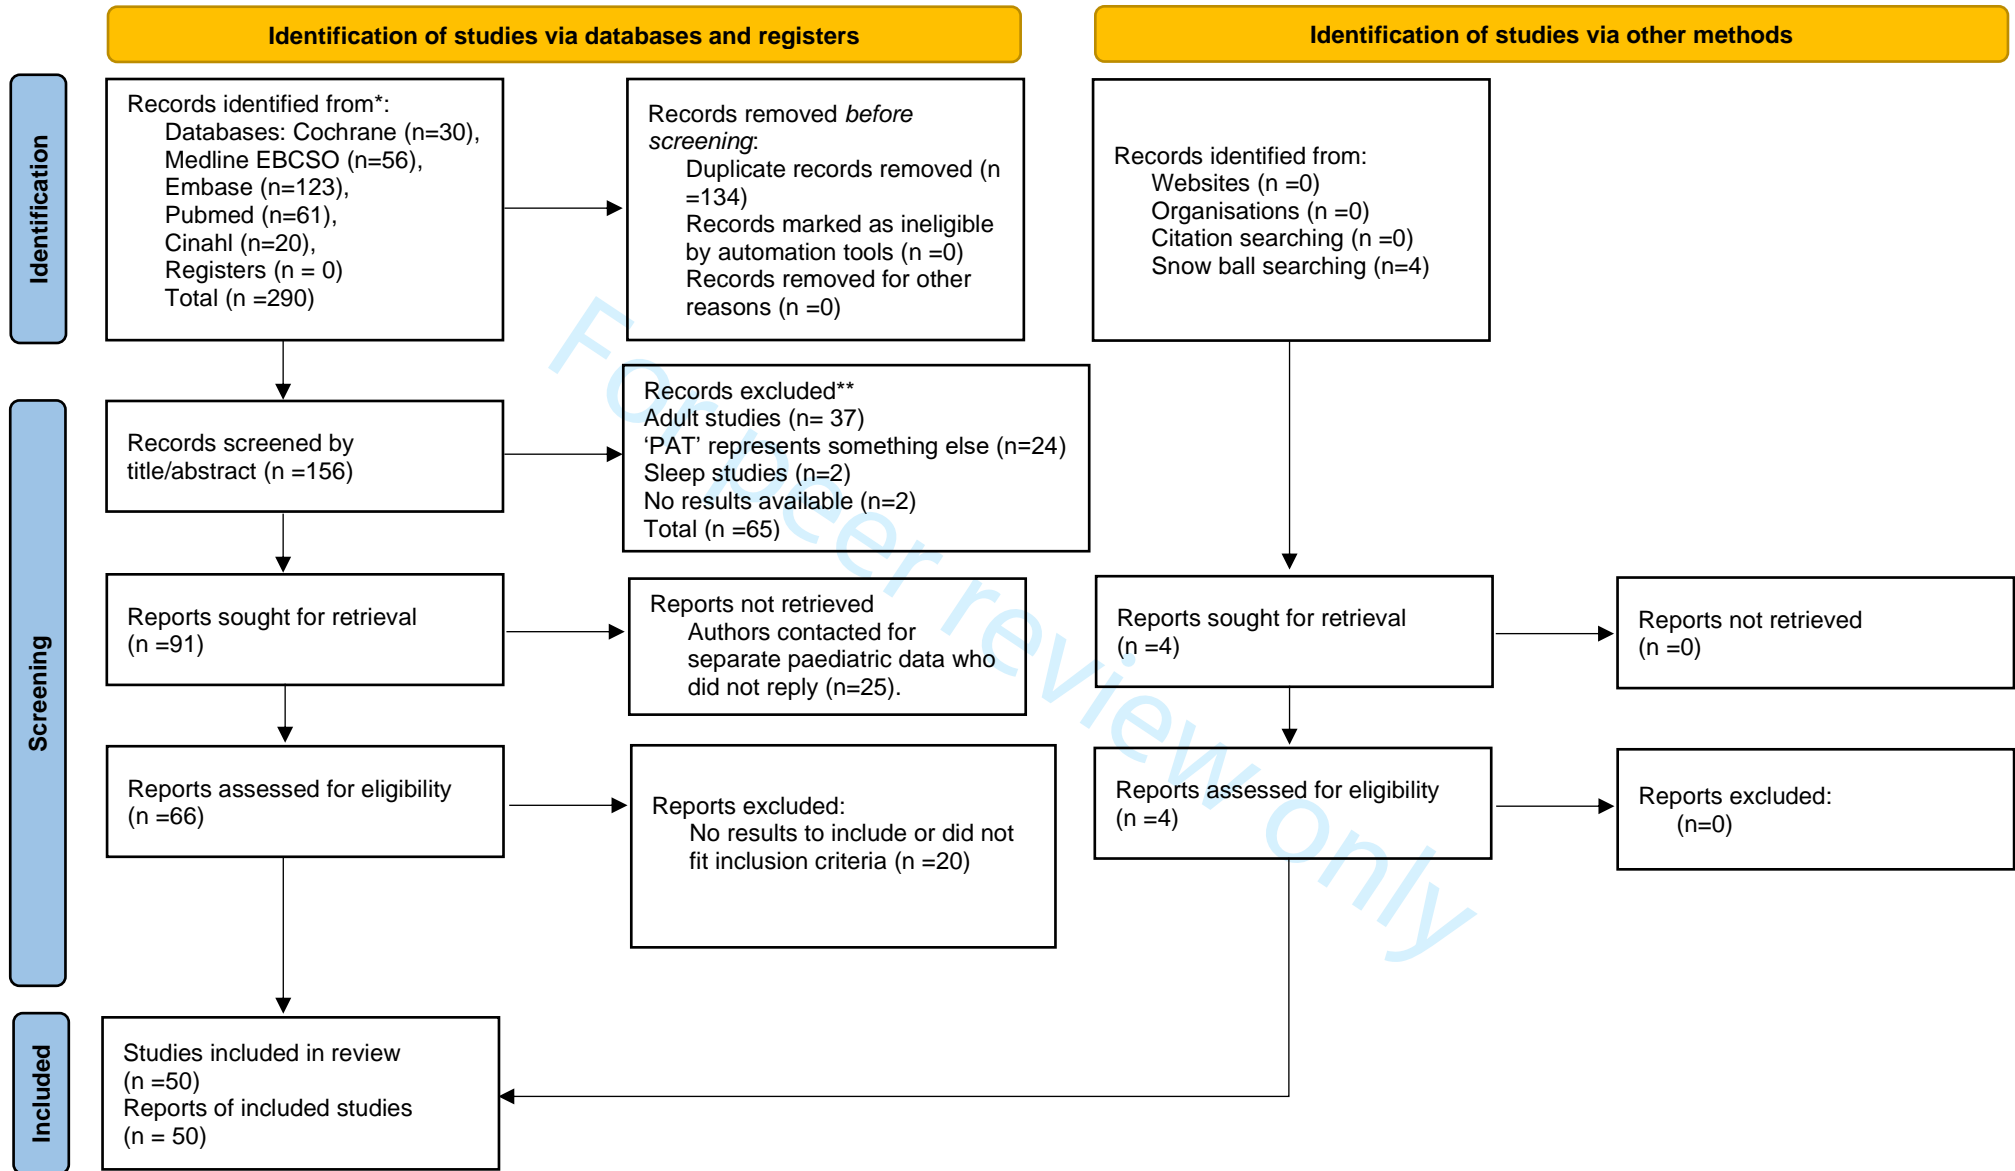 Identification of studies via databases and registers
Identification of studies via other methods
Identification
Records identified from*:
Databases: Cochrane (n=30),
Medline EBCSO (n=56),
Embase (n=123),
Pubmed (n=61),
Cinahl (n=20),
Registers (n = 0)
Total (n =290)
Records removed before
screening:
Duplicate records removed (n
=134)
Records marked as ineligible
by automation tools (n =0)
Records removed for other
reasons (n =0)
Records identified from:
Websites (n =0)
Organisations (n =0)
Citation searching (n =0)
Snow ball searching (n=4)
Screening
Records screened by
title/abstract (n =156)
Records excluded**
Adult studies (n= 37)
‘PAT’ represents something else (n=24)
Sleep studies (n=2)
No results available (n=2)
Total (n =65)
Reports sought for retrieval
(n =91)
Reports not retrieved
Authors contacted for
separate paediatric data who
did not reply (n=25).
Reports sought for retrieval
(n =4)
Reports not retrieved
(n =0)
Reports assessed for eligibility
(n =66)
Reports excluded:
No results to include or did not
fit inclusion criteria (n =20)
Reports assessed for eligibility
(n =4)
Reports excluded:
(n=0)
Included
Studies included in review
(n =50)
Reports of included studies
(n = 50)
For peer review only